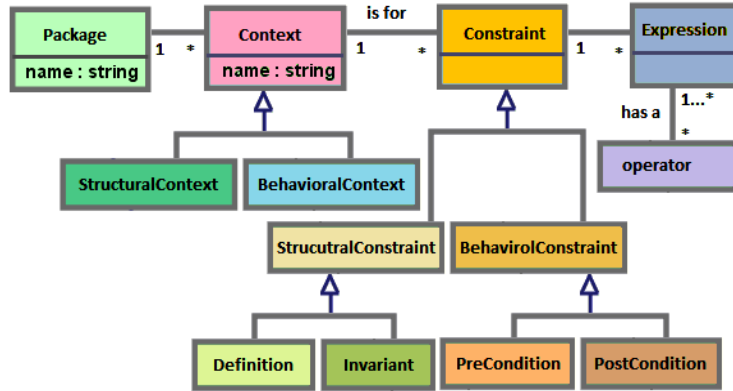 is for
Package
Context
Constraint
Expression
1
*
1
*
1
*
name : string
name : string
has a
1...*
*
operator
StructuralContext
BehavioralContext
StrucutralConstraint
BehavirolConstraint
Definition
Invariant
PreCondition
PostCondition